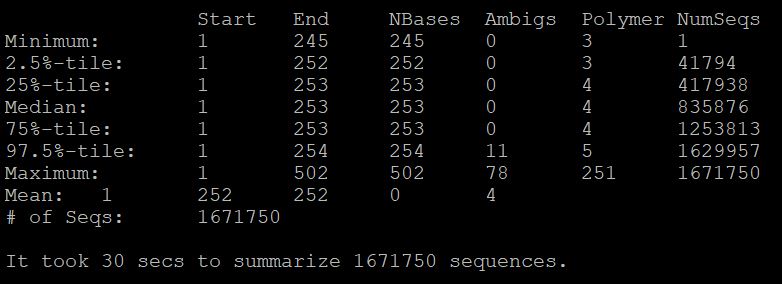 Start End NBases Ambigs Polymer NumSeqs
Minimum: 1 245 245 0 3 1
2.5%-tile: 1 252 252 0 3 41794
25%-tile: 1 253 253 0 4 417938
Median: 1 253 253 0 4 835876
75%-tile: 1 253 253 0 4 1253813
97.5%-tile: 1 254 254 11 5 1629957
Maximum: 1 502 502 78 251 1671750
Mean: 1 252 252 0 4
# of Seqs: 1671750
It took 30 secs to summarize 1671750 sequences.